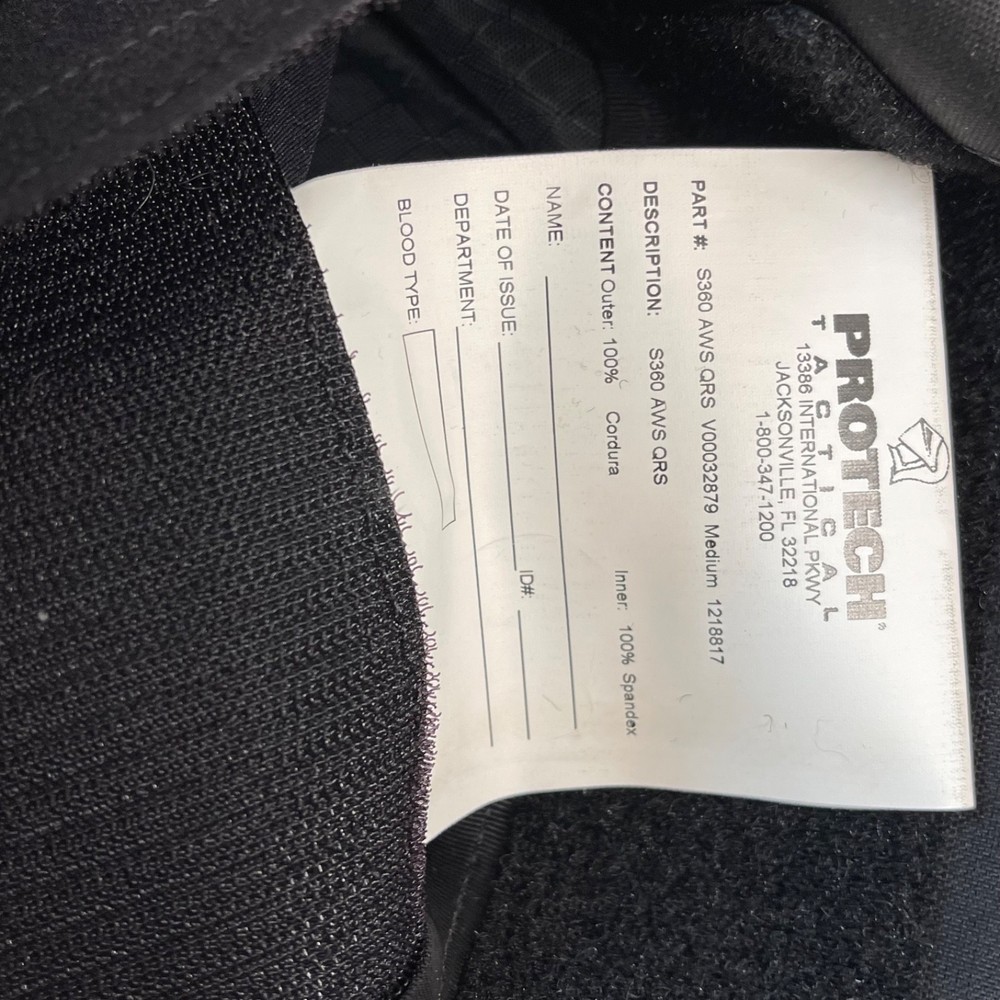 PROTECH®
TACTICAL
13386 INTERNATIONAL PKWY
JACKSONVILLE, FL 32218
1-800-347-1200
PART #: S360 AWS QRS V00032879 Medium 1218817
DESCRIPTION: S360 AWS QRS
CONTENT Outer: 100% Cordura Inner: 100% Spandex
NAME:
DATE OF ISSUE: ID#:
DEPARTMENT:
BLOOD TYPE: